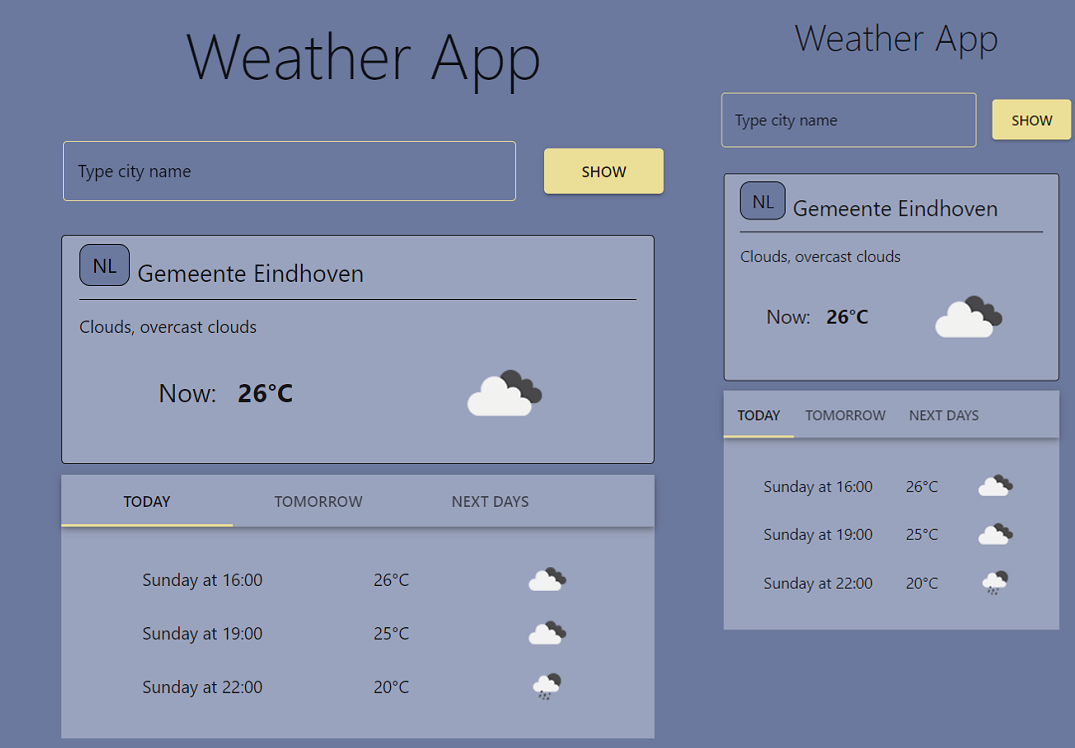 Weather App
Type city name
SHOW
NL Gemeente Eindhoven
Clouds, overcast clouds
Now: 26°C
TODAY TOMORROW NEXT DAYS
Sunday at 16:00 26°C
Sunday at 19:00 25°C
Sunday at 22:00 20°C
Weather App
Type city name
SHOW
NL Gemeente Eindhoven
Clouds, overcast clouds
Now: 26°C
TODAY TOMORROW NEXT DAYS
Sunday at 16:00 26°C
Sunday at 19:00 25°C
Sunday at 22:00 20°C